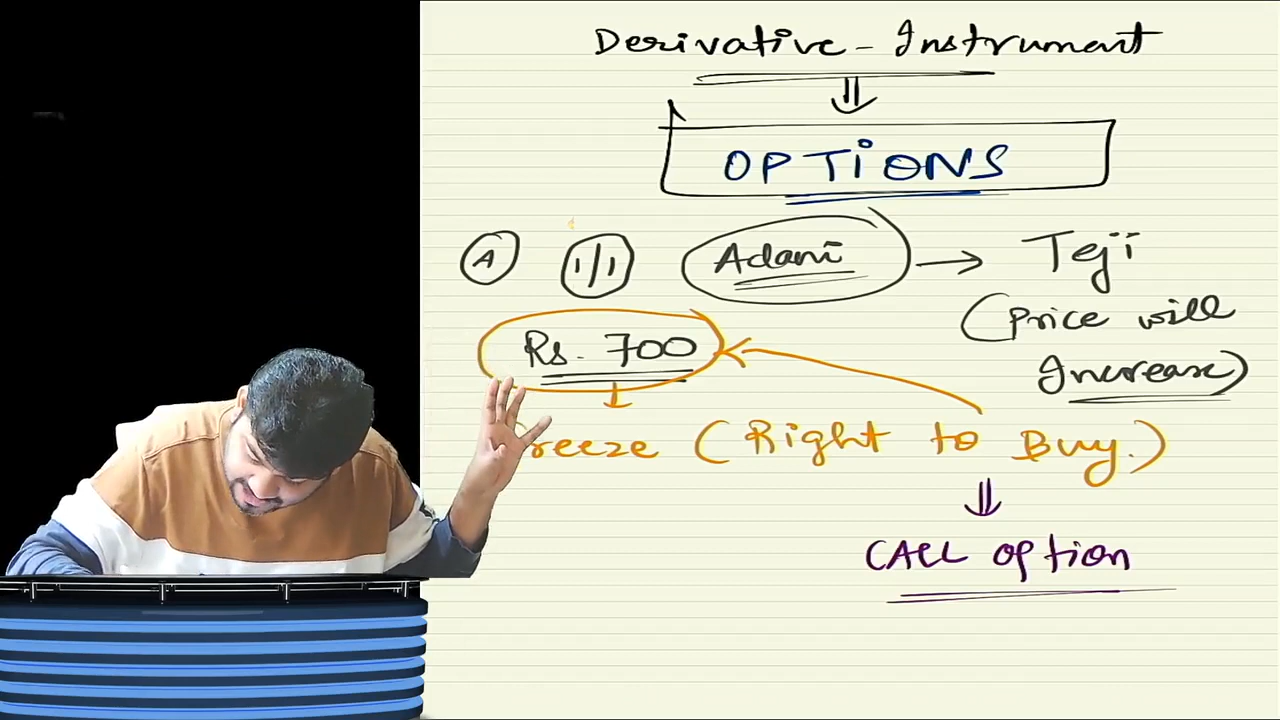 Derivative - Instrument
OPTIONS
A 1/1 Adani → Teji
(Price will
Increase)
Rs. 700
reeze (Right to Buy.)
CALL option